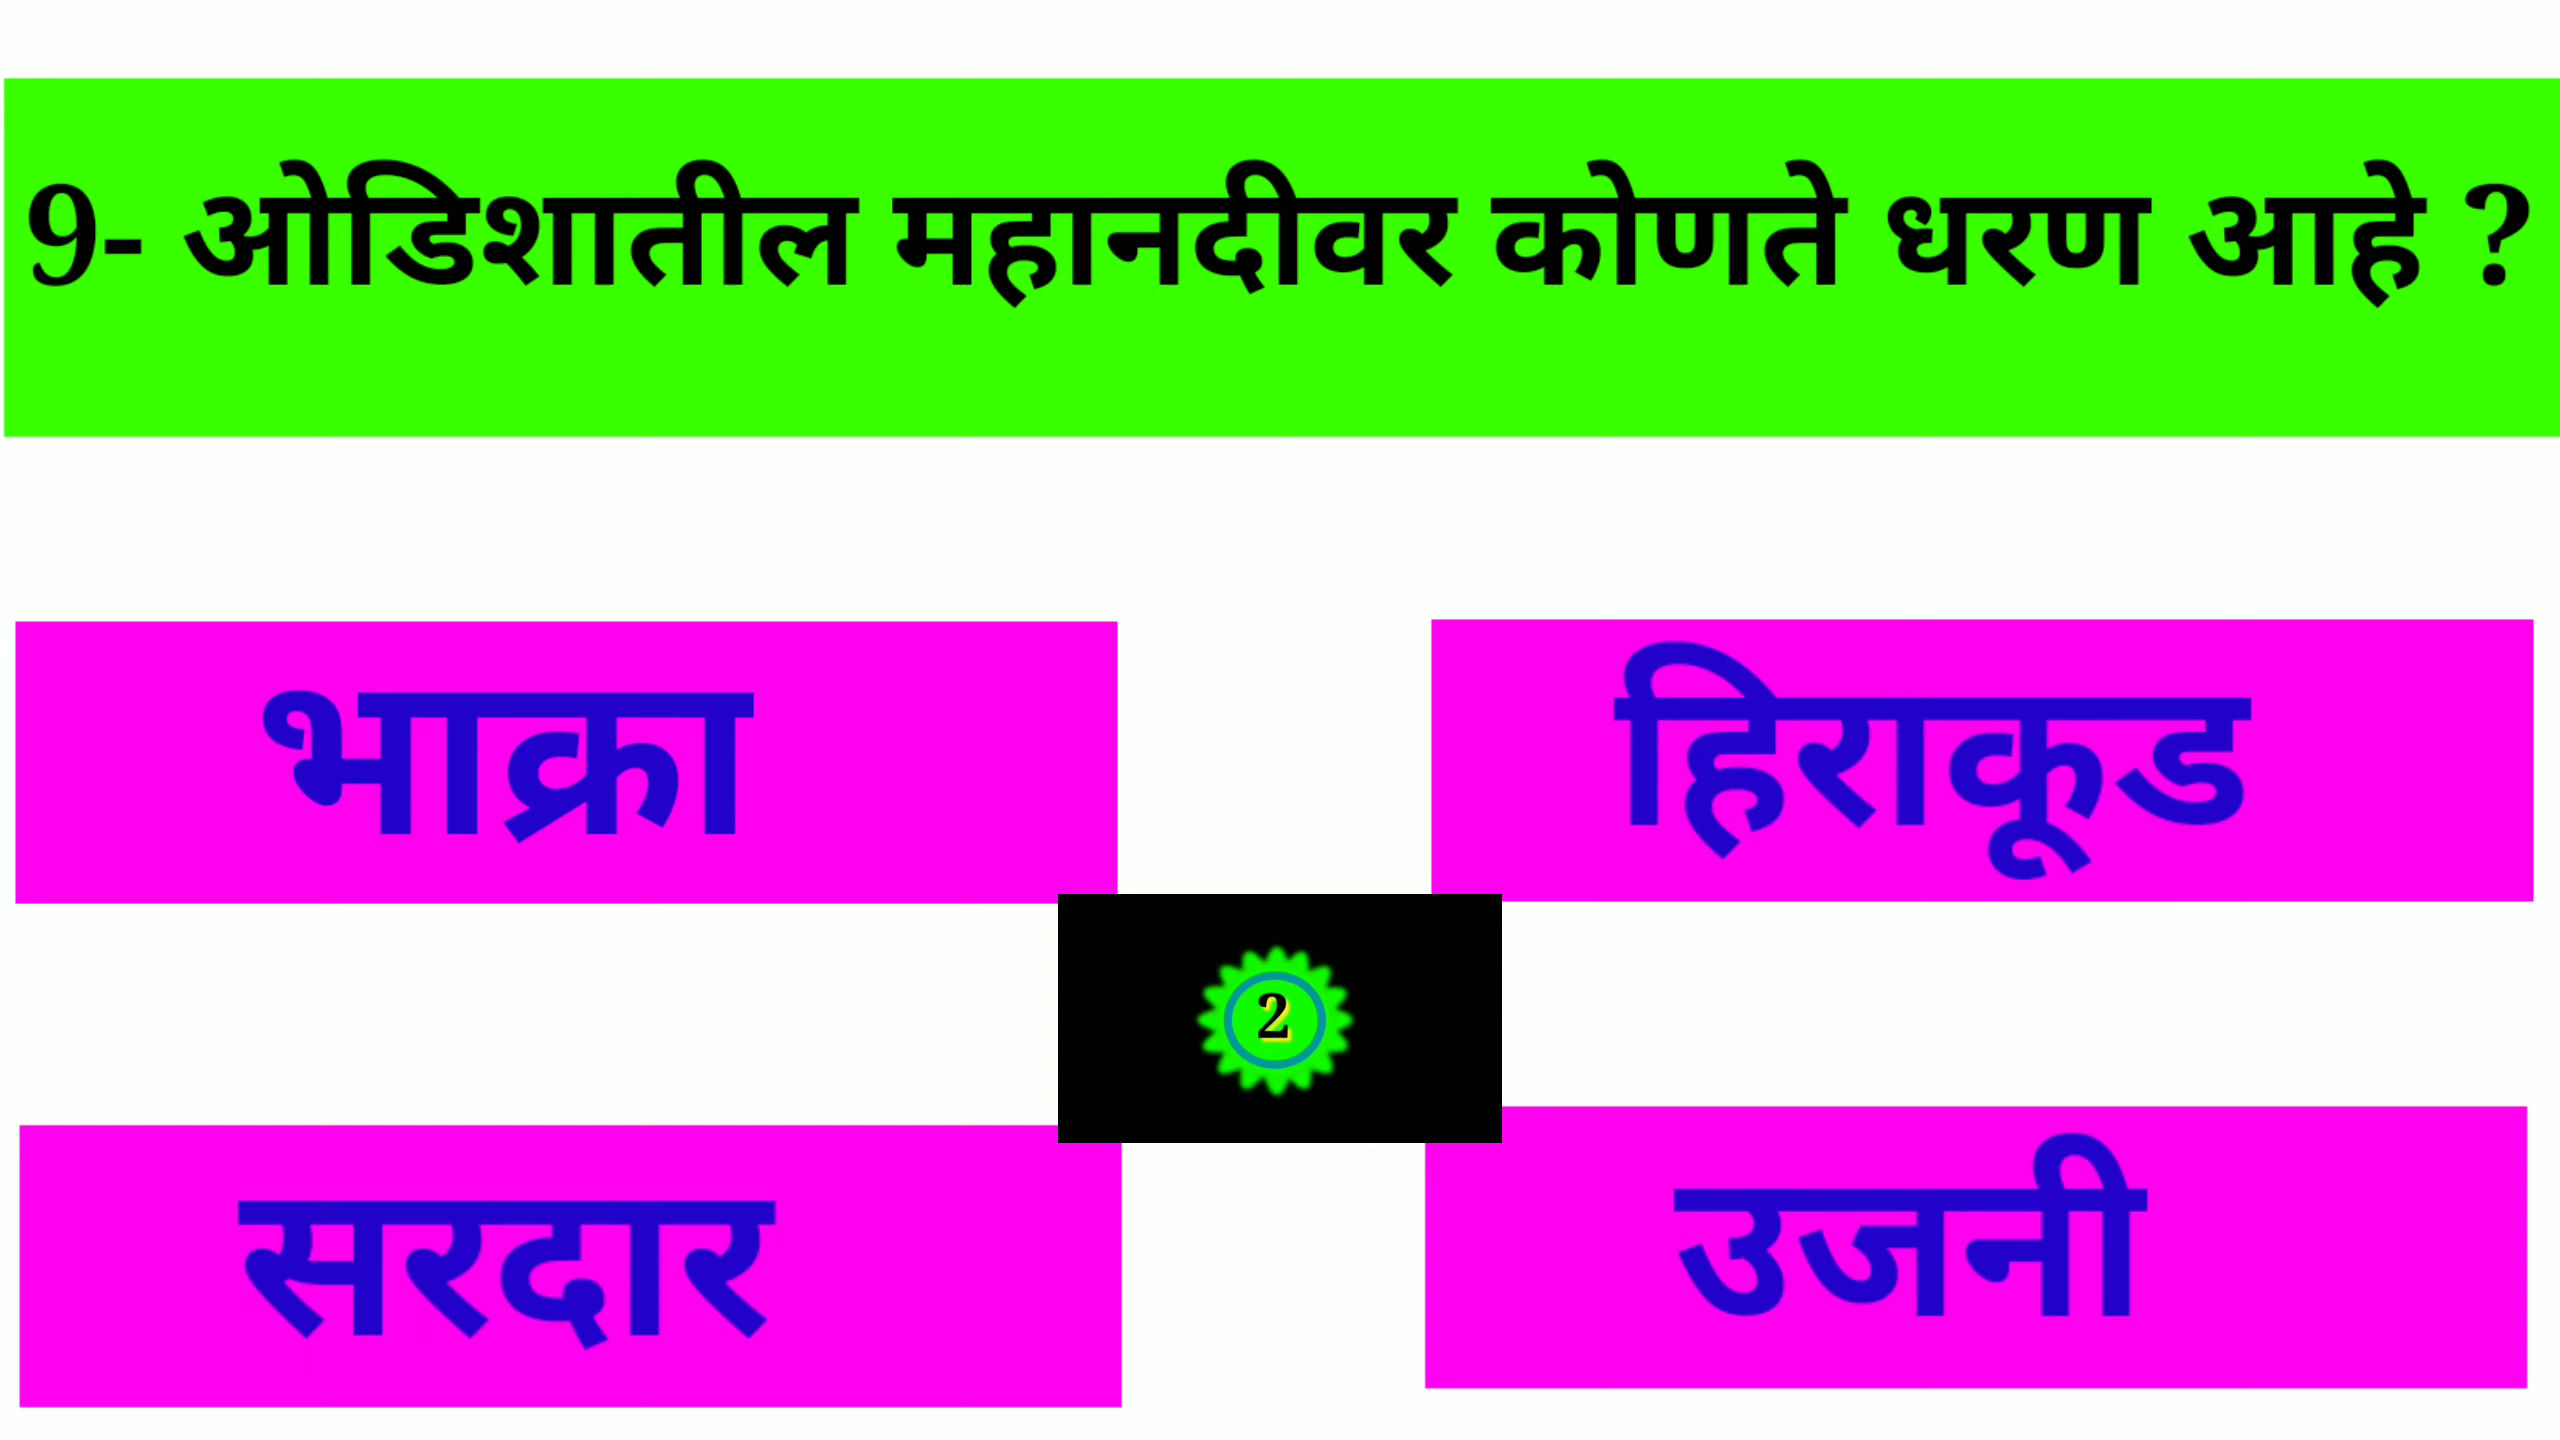 9- ओडिशातील महानदीवर कोणते धरण आहे ?
भाक्रा
हिराकूड
2
सरदार
उजनी